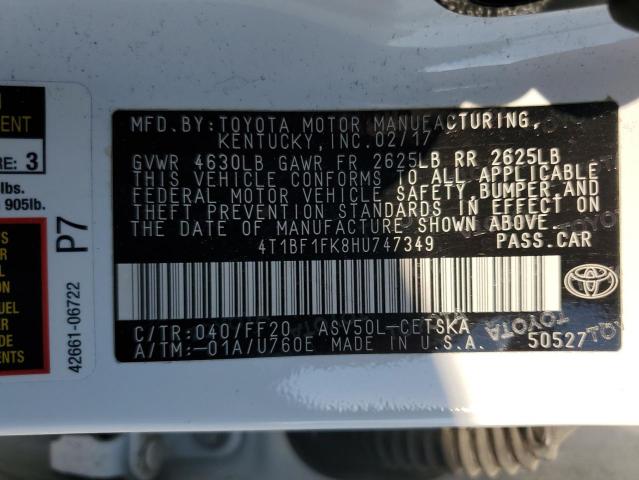 MFD. BY: TOYOTA MOTOR MANUFACTURING,
KENTUCKY, INC. 02/17
GVWR 4630LB GAWR FR 2625LB RR 2625LB
THIS VEHICLE CONFORMS TO ALL APPLICABLE
FEDERAL MOTOR VEHICLE SAFETY, BUMPER AND
THEFT PREVENTION STANDARDS IN EFFECT ON
THE DATE OF MANUFACTURE SHOWN ABOVE.
4T1BF1FK8HU747349 PASS.CAR
C/TR: 040/FF20 ASV50L-CETSKA
A/TM:-01A/U760E MADE IN U.S.A. 50527
TOYOTA
P7
42661-06722
3
lbs.
905lb.